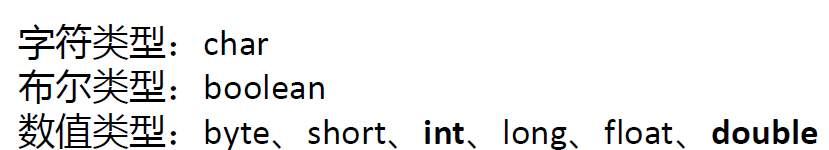 字符类型：char
布尔类型：boolean
数值类型：byte、short、int、long、float、double